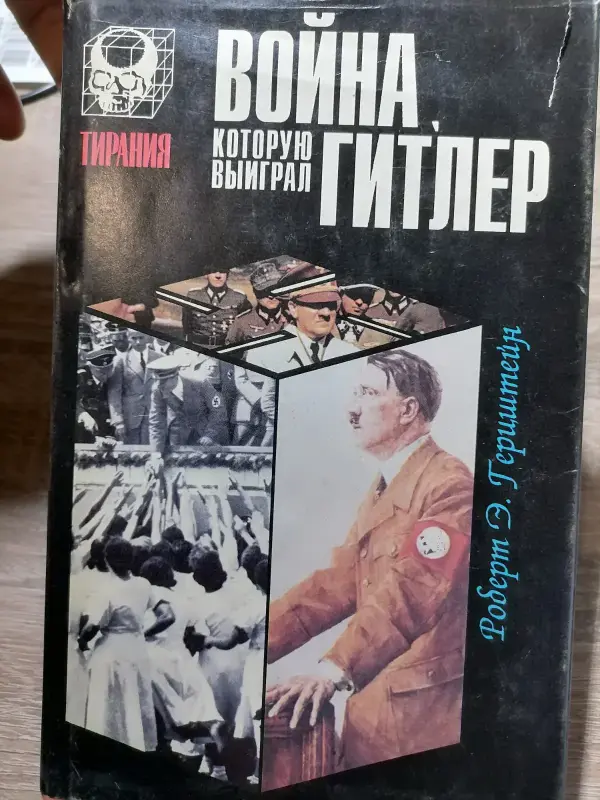 ТИРАНИЯ
ВОЙНА,
КОТОРУЮ
ВЫИГРАЛ
ГИТЛЕР
Роберт Э. Герцштейн